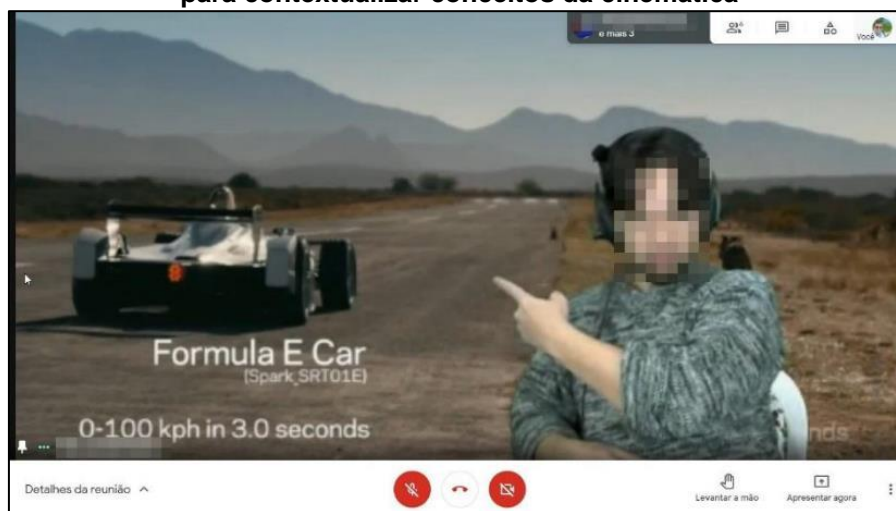 para contextualizar conceitos da cinemática
e mais 3
Você
Formula E Car
(Spark_SRT01E)
0-100 kph in 3.0 seconds
nds
Detalhes da reunião
Levantar a mão
Apresentar agora